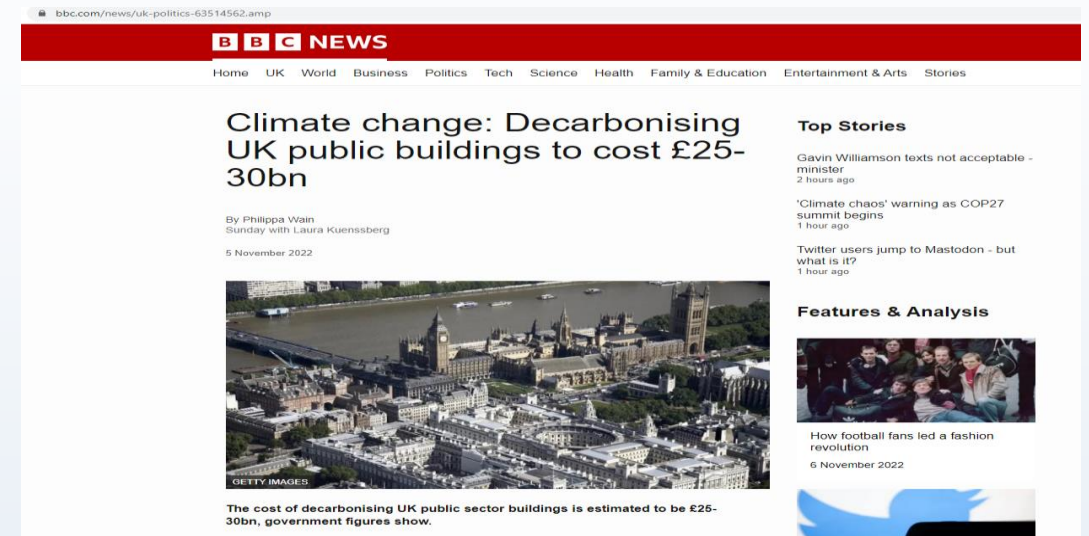 bbc.com/news/uk-politics-63514562.amp
BBC NEWS
Home UK World Business Politics Tech Science Health Family & Education Entertainment & Arts Stories
Climate change: Decarbonising
UK public buildings to cost £25-
30bn
By Philippa Wain
Sunday with Laura Kuenssberg
5 November 2022
GETTY IMAGES
The cost of decarbonising UK public sector buildings is estimated to be £25-
30bn, government figures show.
Top Stories
Gavin Williamson texts not acceptable -
minister
2 hours ago
'Climate chaos' warning as COP27
summit begins
1 hour ago
Twitter users jump to Mastodon - but
what is it?
1 hour ago
Features & Analysis
How football fans led a fashion
revolution
6 November 2022